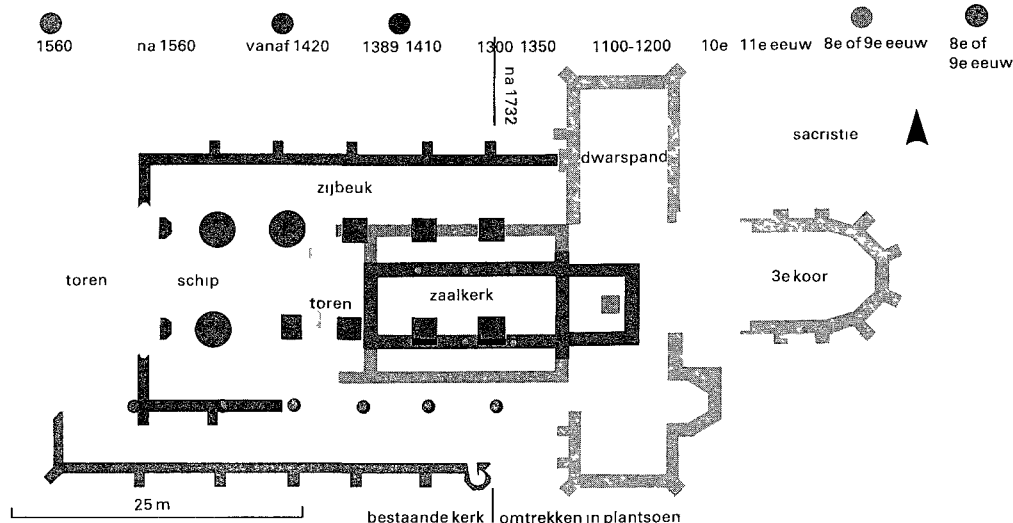 1560 na 1560 vanaf 1420 1389 1410 1300 1350 1100-1200 10e 11e eeuw 8e of 9e eeuw 8e of
9e eeuw
na 1732
sacristie
dwarspand
zijbeuk
toren schip toren zaalkerk 3e koor
25 m
bestaande kerk omtrekken in plantsoen